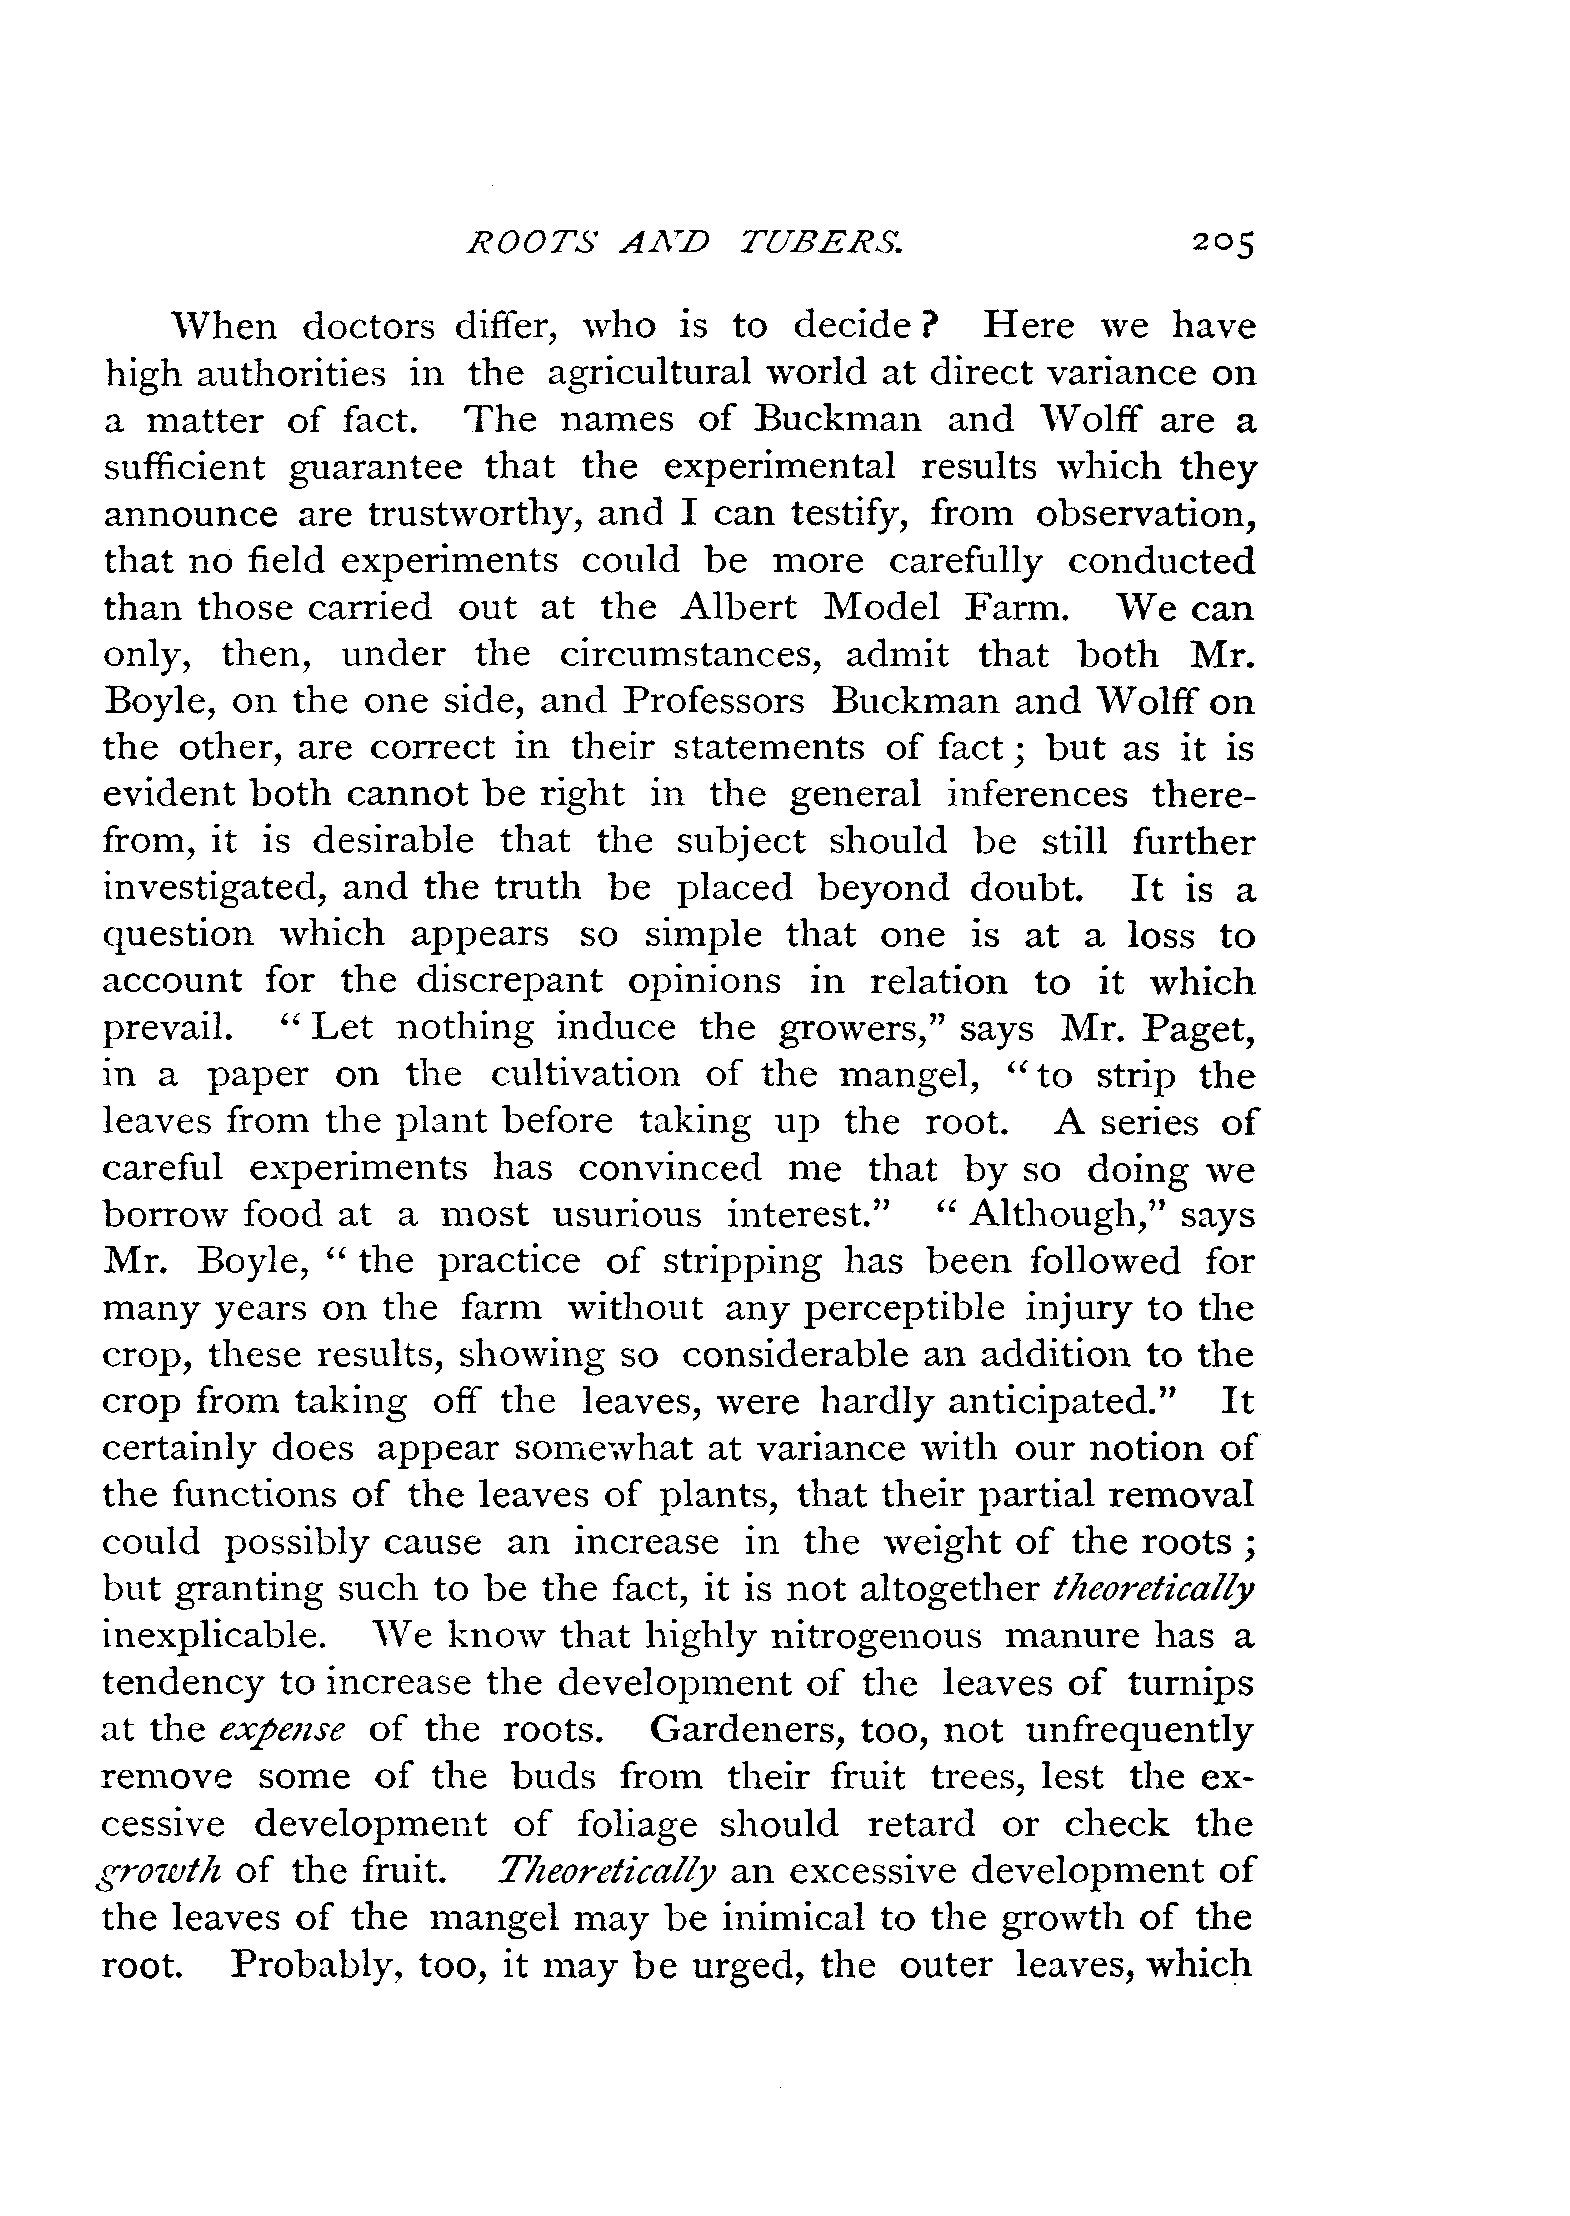 ROOTS AND TUBERS. 205
When doctors differ, who is to decide? Here we have
high authorities in the agricultural world at direct variance on
a matter of fact. The names of Buckman and Wolff are a
sufficient guarantee that the experimental results which they
announce are trustworthy, and I can testify, from observation,
that no field experiments could be more carefully conducted
than those carried out at the Albert Model Farm. We can
only, then, under the circumstances, admit that both Mr.
Boyle, on the one side, and Professors Buckman and Wolff on
the other, are correct in their statements of fact; but as it is
evident both cannot be right in the general inferences there-
from, it is desirable that the subject should be still further
investigated, and the truth be placed beyond doubt. It is a
question which appears so simple that one is at a loss to
account for the discrepant opinions in relation to it which
prevail. "Let nothing induce the growers," says Mr. Paget,
in a paper on the cultivation of the mangel, "to strip the
leaves from the plant before taking up the root. A series of
careful experiments has convinced me that by so doing we
borrow food at a most usurious interest." "Although," says
Mr. Boyle, "the practice of stripping has been followed for
many years on the farm without any perceptible injury to the
crop, these results, showing so considerable an addition to the
crop from taking off the leaves, were hardly anticipated." It
certainly does appear somewhat at variance with our notion of
the functions of the leaves of plants, that their partial removal
could possibly cause an increase in the weight of the roots;
but granting such to be the fact, it is not altogether theoretically
inexplicable. We know that highly nitrogenous manure has a
tendency to increase the development of the leaves of turnips
at the expense of the roots. Gardeners, too, not unfrequently
remove some of the buds from their fruit trees, lest the ex-
cessive development of foliage should retard or check the
growth of the fruit. Theoretically an excessive development of
the leaves of the mangel may be inimical to the growth of the
root. Probably, too, it may be urged, the outer leaves, which